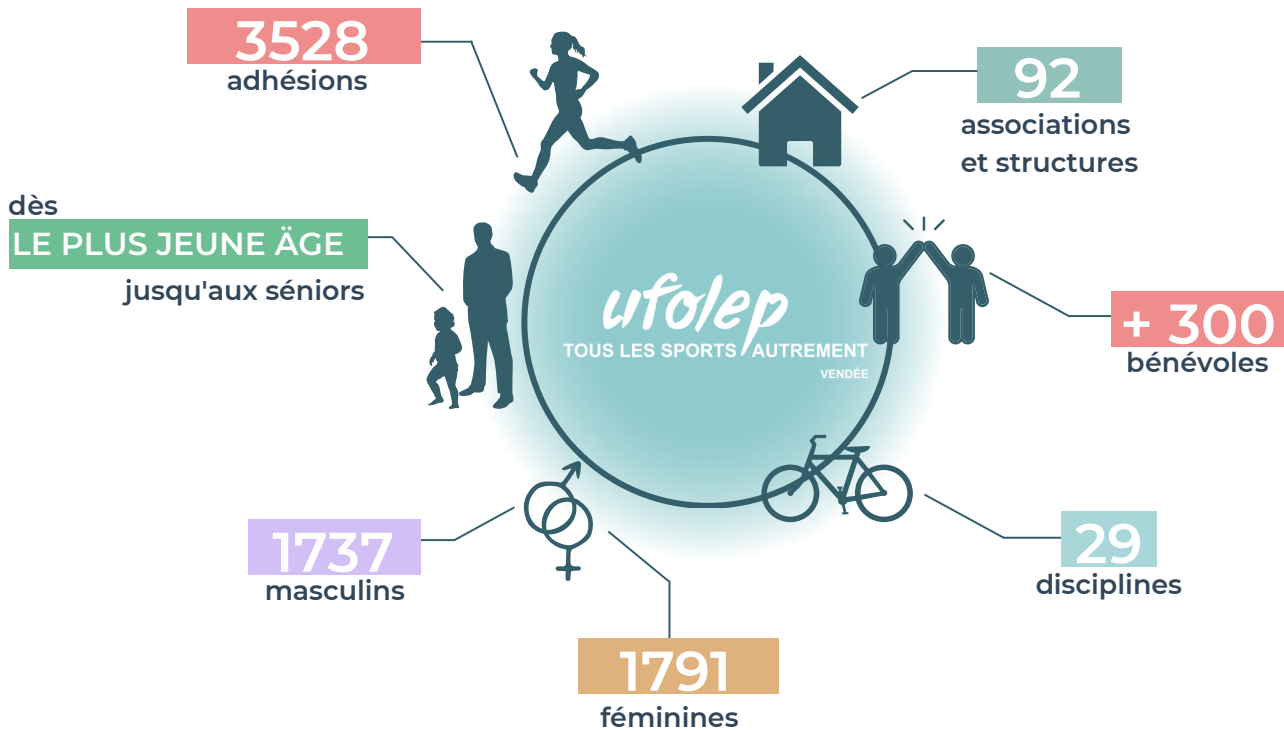 3528
adhésions
92
associations
et structures
dès
LE PLUS JEUNE ÄGE
jusqu'aux séniors
ufolep
TOUS LES SPORTS AUTREMENT
VENDÉE
+ 300
bénévoles
1737
masculins
29
disciplines
1791
féminines